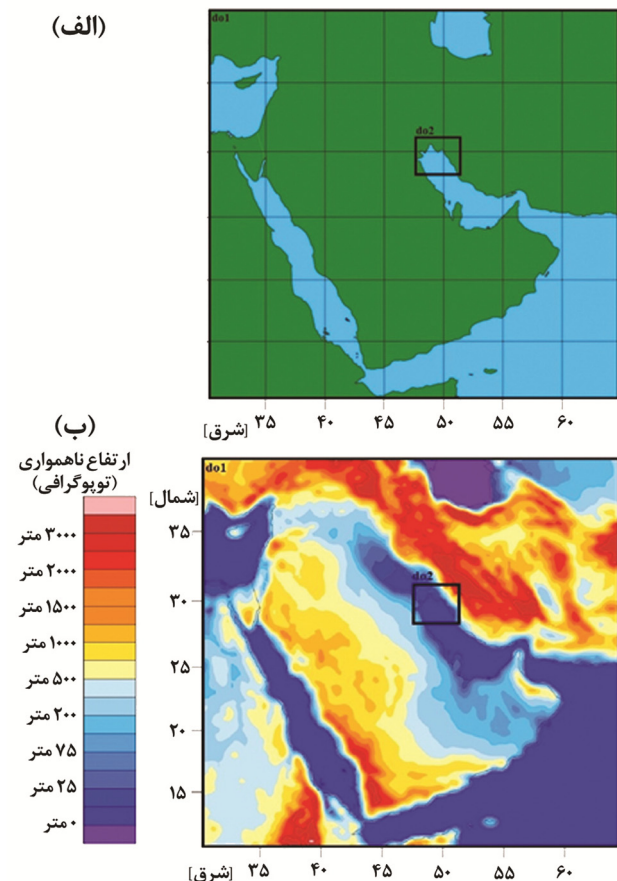 (الف)
do1
do2
[شرق] ۳۵ ۴۰ ۴۵ ۵۰ ۵۵ ۶۰
(ب)
ارتفاع ناهمواری
(توپوگرافی)
۳۰۰۰ متر
۲۰۰۰ متر
۱۵۰۰ متر
۱۰۰۰ متر
۵۰۰ متر
۲۰۰ متر
۷۵ متر
۲۵ متر
۰ متر
[شمال]
۳۵
۳۰
۲۵
۲۰
۱۵
do1
do2
[شرق] ۳۵ ۴۰ ۴۵ ۵۰ ۵۵ ۶۰